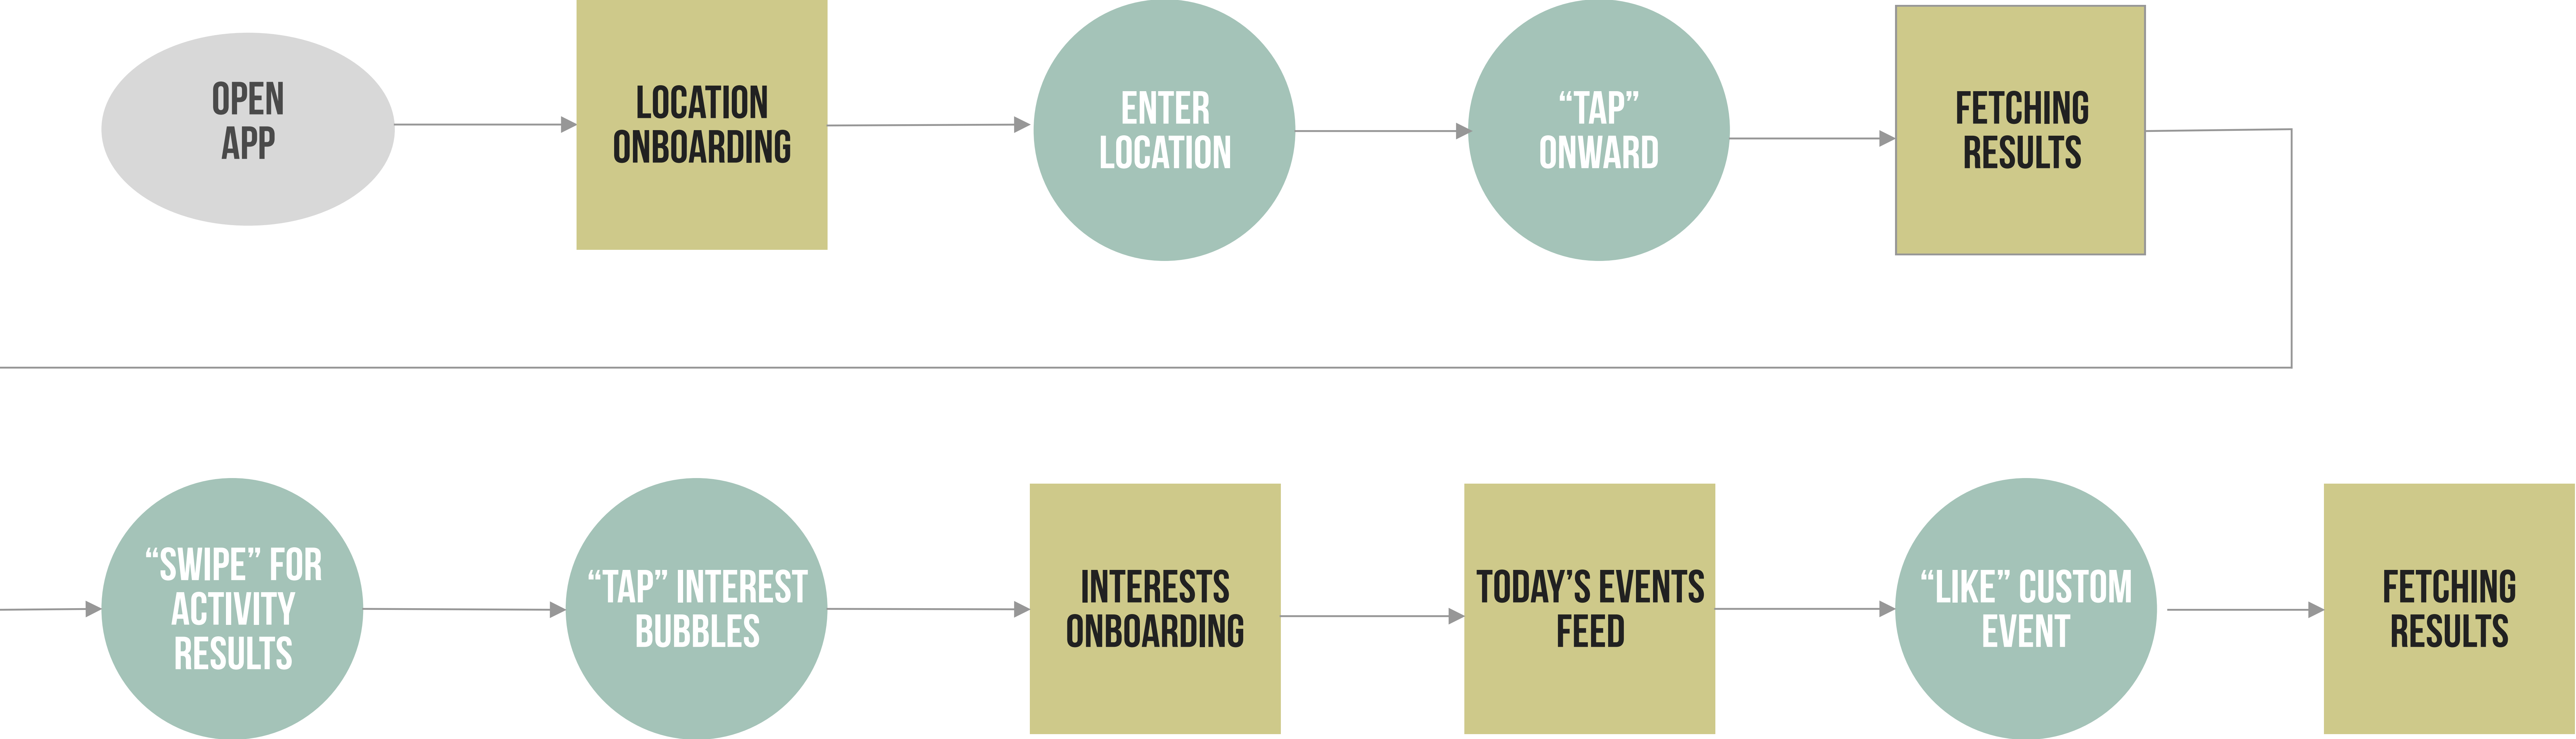 OPEN
APP
LOCATION
ONBOARDING
ENTER
LOCATION
“TAP”
ONWARD
FETCHING
RESULTS
“SWIPE” FOR
ACTIVITY
RESULTS
“TAP” INTEREST
BUBBLES
INTERESTS
ONBOARDING
TODAY’S EVENTS
FEED
“LIKE” CUSTOM
EVENT
FETCHING
RESULTS